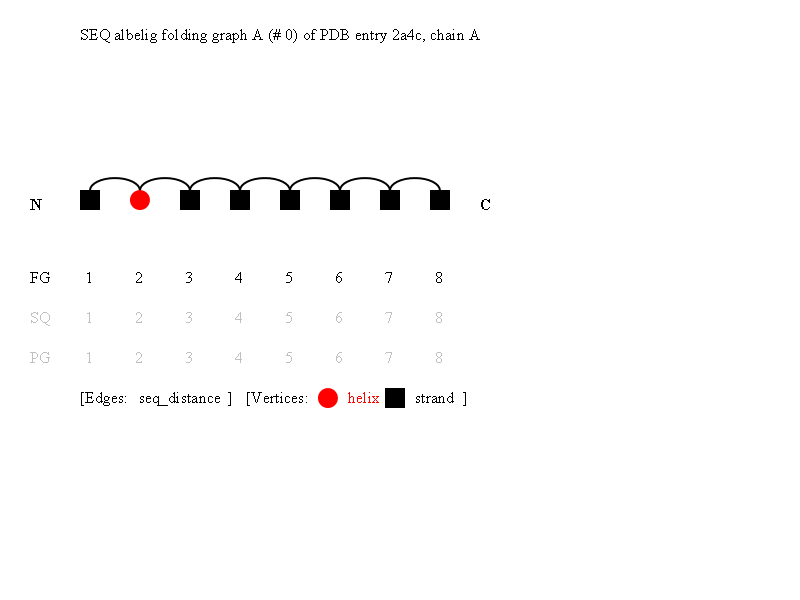 SEQ albelig folding graph A (# 0) of PDB entry 2a4c, chain A
N C
FG 1 2 3 4 5 6 7 8
SQ 1 2 3 4 5 6 7 8
PG 1 2 3 4 5 6 7 8
[Edges: seq_distance ] [Vertices: helix strand ]